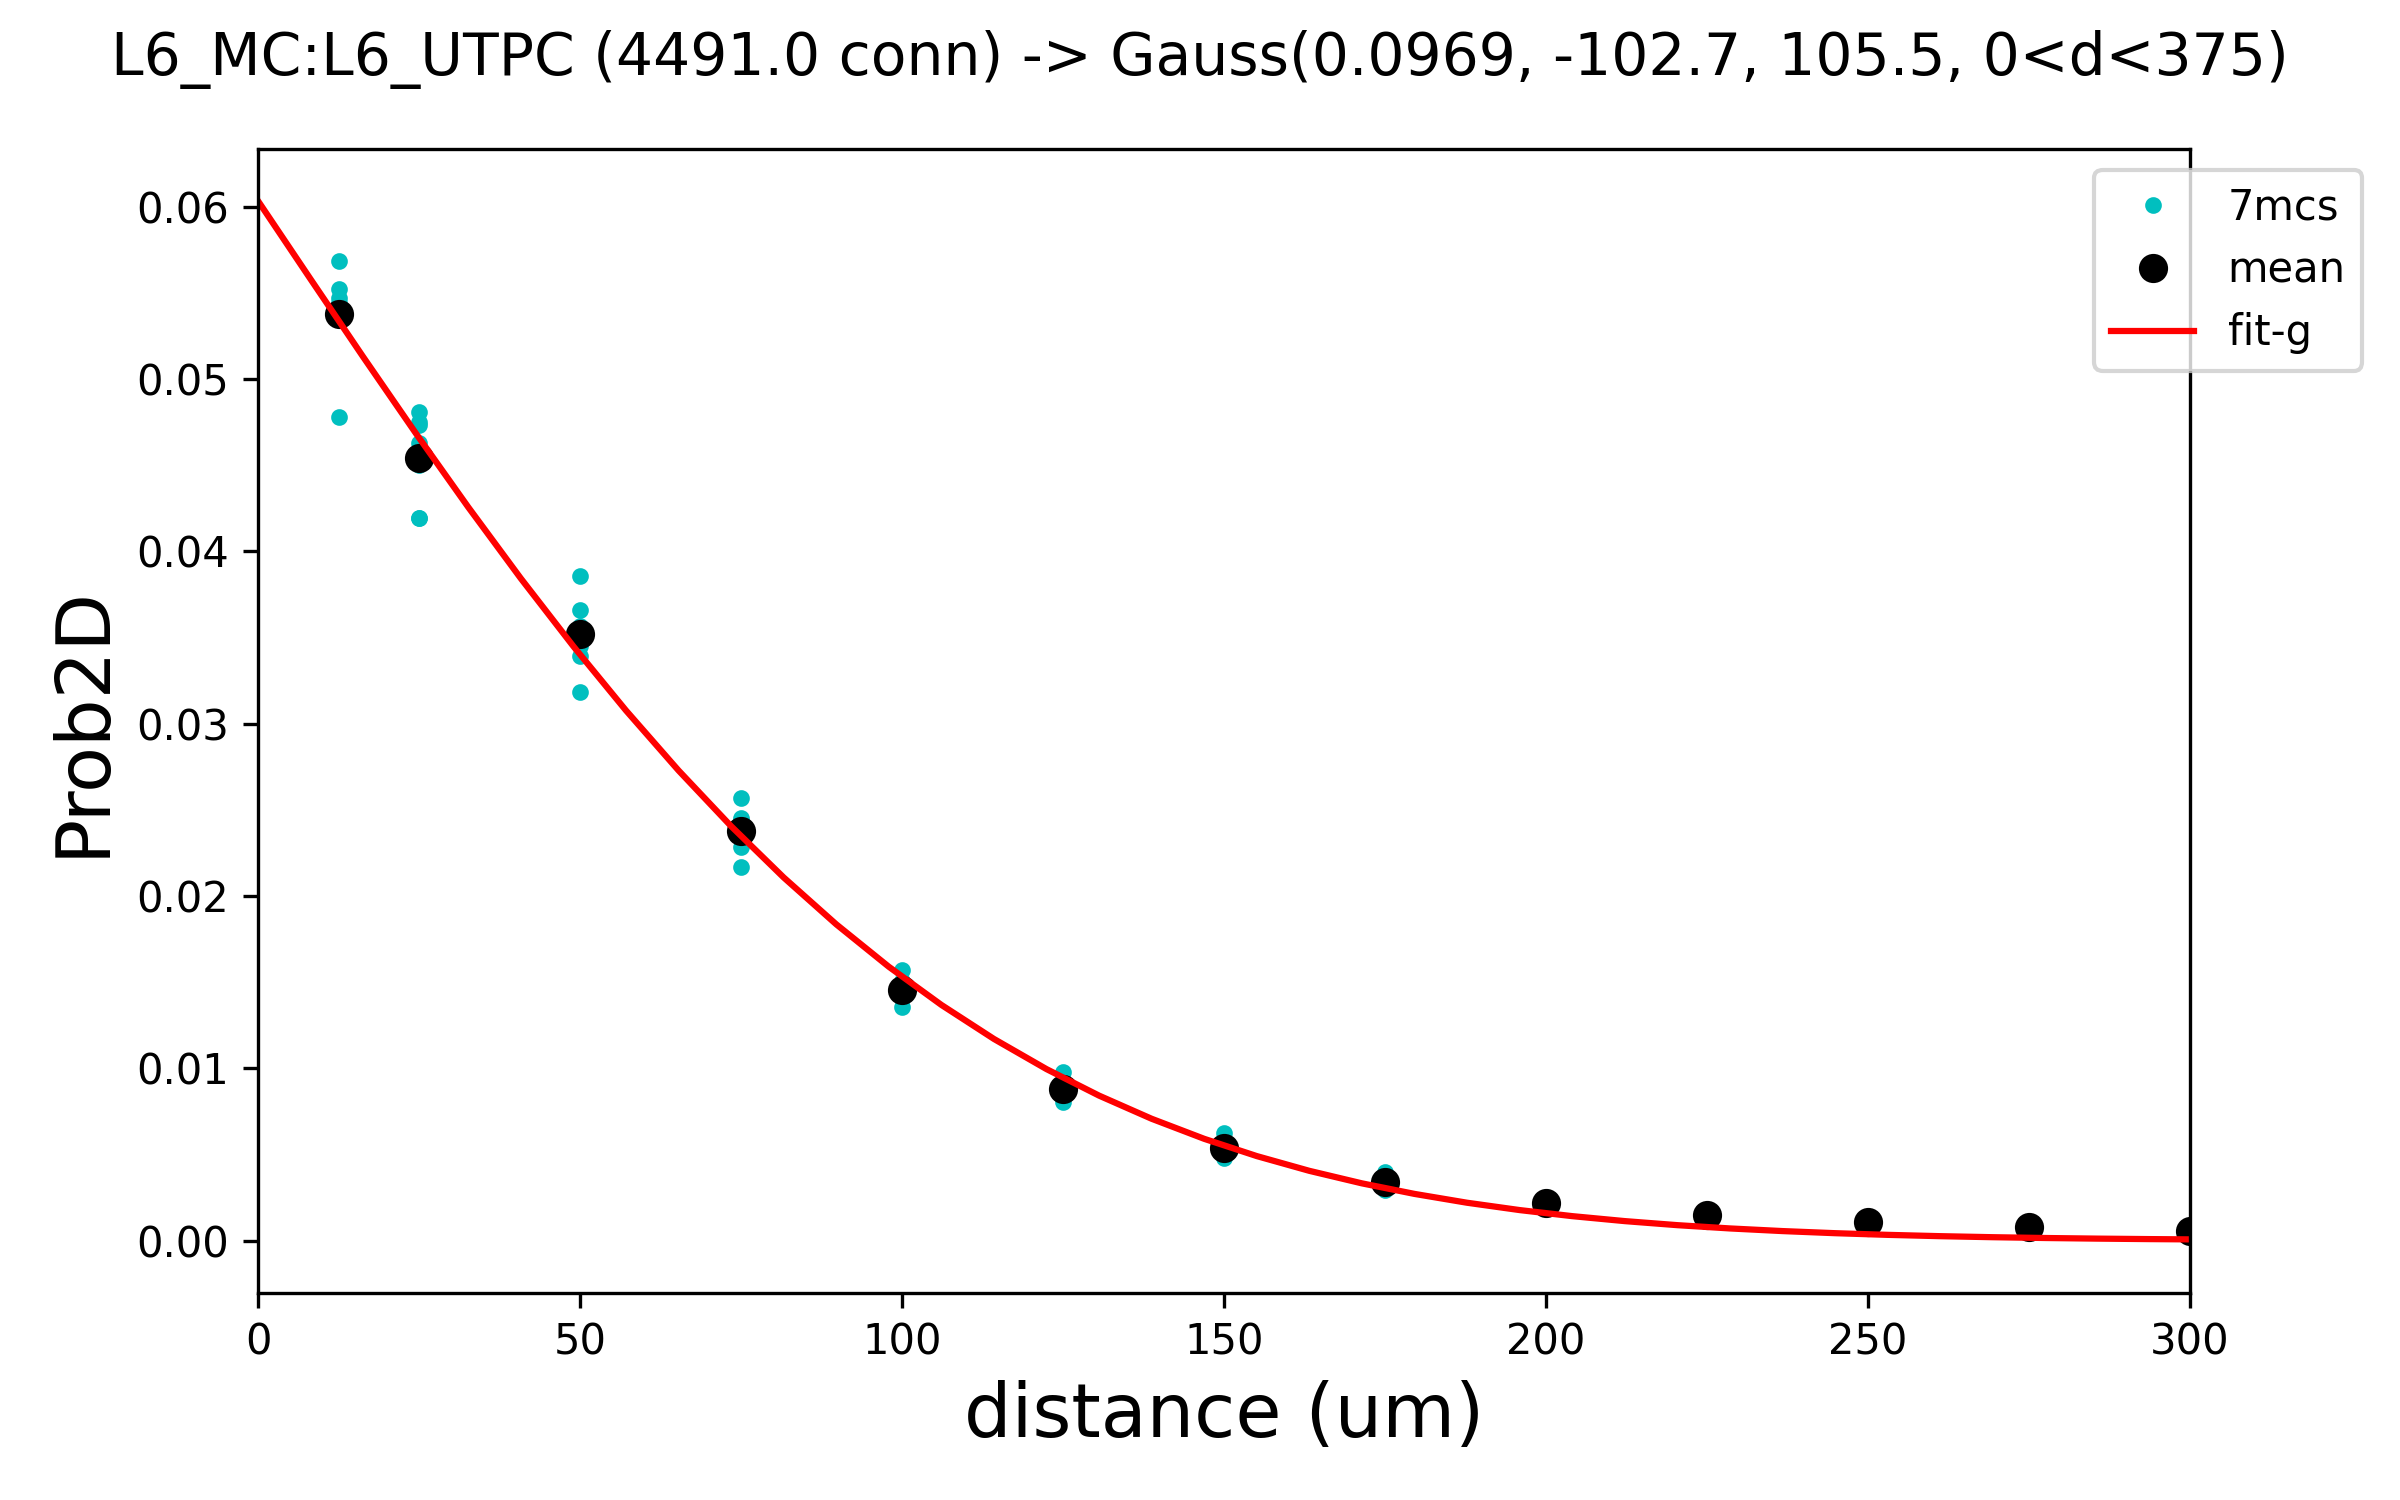 L6_MC:L6_UTPC (4491.0 conn) -> Gauss(0.0969, -102.7, 105.5, 0<d<375)
7mcs
mean
fit-g
Prob2D
0.06
0.05
0.04
0.03
0.02
0.01
0.00
0 50 100 150 200 250 300
distance (um)